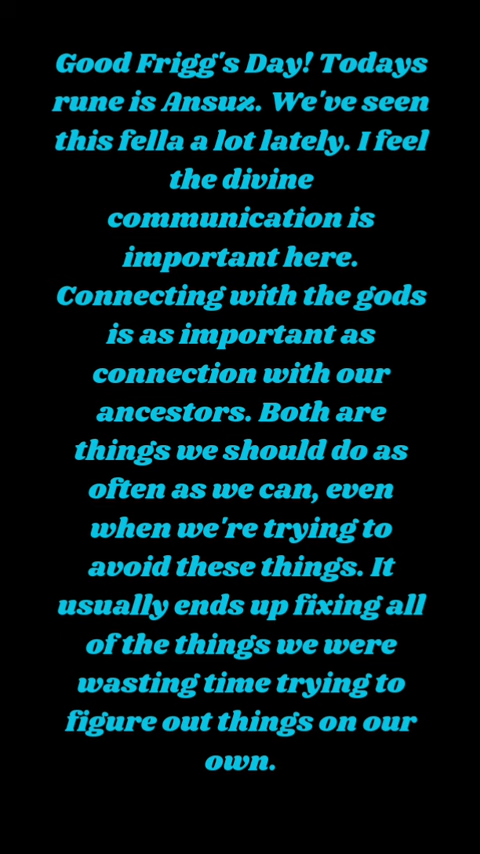 Good Frigg's Day! Todays
rune is Ansuz. We've seen
this fella a lot lately. I feel
the divine
communication is
important here.
Connecting with the gods
is as important as
connection with our
ancestors. Both are
things we should do as
often as we can, even
when we're trying to
avoid these things. It
usually ends up fixing all
of the things we were
wasting time trying to
figure out things on our
own.